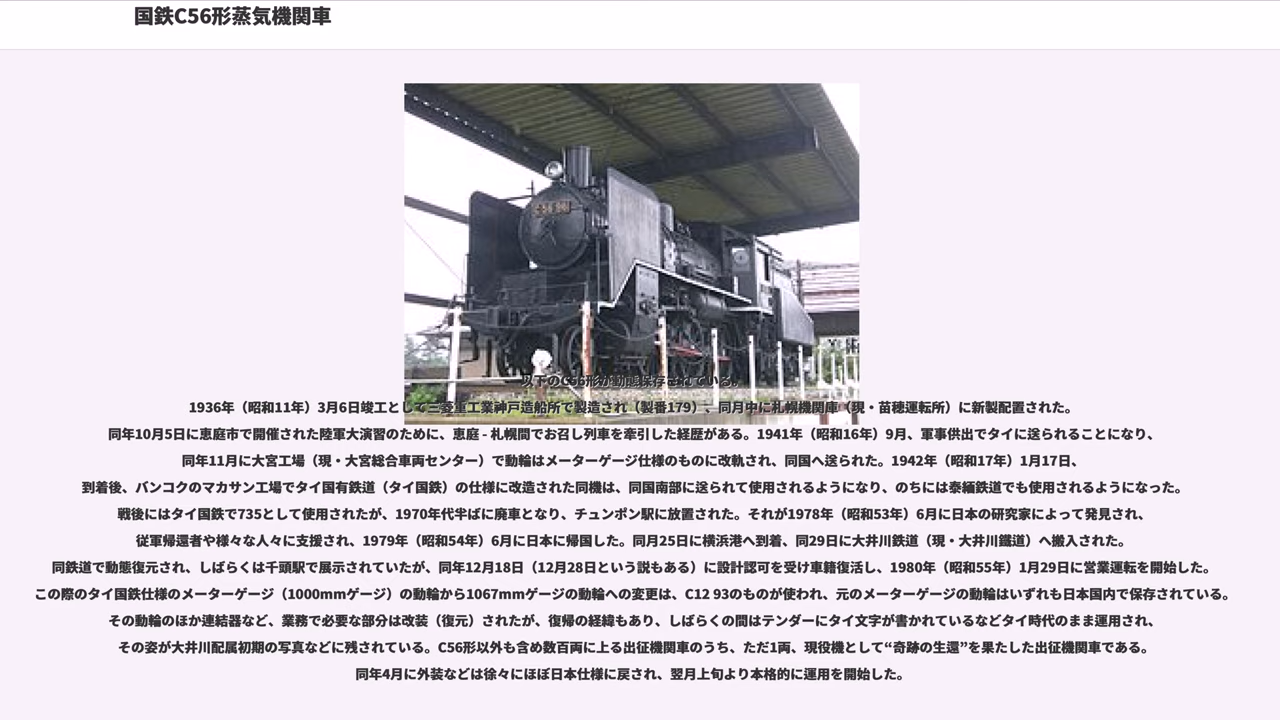 国鉄C56形蒸気機関車
以下のC56形が動態保存されている。
1936年（昭和11年）3月6日竣工として三菱重工業神戸造船所で製造され（製番179）、同月中に札幌機関庫（現・苗穂運転所）に新製配置された。
同年10月5日に恵庭市で開催された陸軍大演習のために、恵庭 - 札幌間でお召し列車を牽引した経歴がある。1941年（昭和16年）9月、軍事供出でタイに送られることになり、
同年11月に大宮工場（現・大宮総合車両センター）で動輪はメーターゲージ仕様のものに改軌され、同国へ送られた。1942年（昭和17年）1月17日、
到着後、バンコクのマカサン工場でタイ国有鉄道（タイ国鉄）の仕様に改造された同機は、同国南部に送られて使用されるようになり、のちには泰緬鉄道でも使用されるようになった。
戦後にはタイ国鉄で735として使用されたが、1970年代半ばに廃車となり、チュンポン駅に放置された。それが1978年（昭和53年）6月に日本の研究家によって発見され、
従軍帰還者や様々な人々に支援され、1979年（昭和54年）6月に日本に帰国した。同月25日に横浜港へ到着、同29日に大井川鉄道（現・大井川鐵道）へ搬入された。
同鉄道で動態復元され、しばらくは千頭駅で展示されていたが、同年12月18日（12月28日という説もある）に設計認可を受け車籍復活し、1980年（昭和55年）1月29日に営業運転を開始した。
この際のタイ国鉄仕様のメーターゲージ（1000mmゲージ）の動輪から1067mmゲージの動輪への変更は、C12 93のものが使われ、元のメーターゲージの動輪はいずれも日本国内で保存されている。
その動輪のほか連結器など、業務で必要な部分は改装（復元）されたが、復帰の経緯もあり、しばらくの間はテンダーにタイ文字が書かれているなどタイ時代のまま運用され、
その姿が大井川配属初期の写真などに残されている。C56形以外も含め数百両に上る出征機関車のうち、ただ1両、現役機として“奇跡の生還”を果たした出征機関車である。
同年4月に外装などは徐々にほぼ日本仕様に戻され、翌月上旬より本格的に運用を開始した。